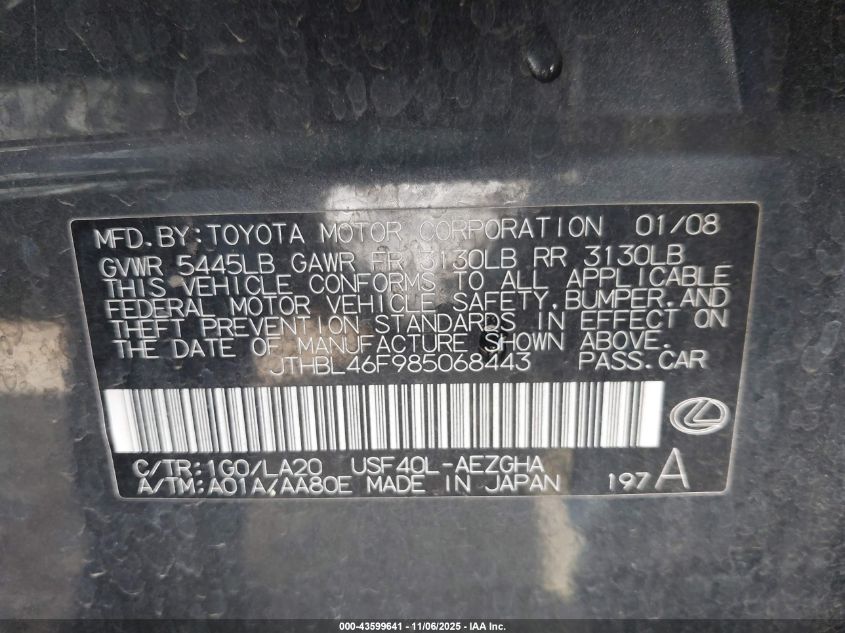 MFD. BY: TOYOTA MOTOR CORPORATION 01/08
GVWR 5445LB GAWR FR 3130LB RR 3130LB
THIS VEHICLE CONFORMS TO ALL APPLICABLE
FEDERAL MOTOR VEHICLE SAFETY, BUMPER, AND
THEFT PREVENTION STANDARDS IN EFFECT ON
THE DATE OF MANUFACTURE SHOWN ABOVE.
JTHBL46F985068443 PASS. CAR
C/TR: 1G0/LA20 USF40L-AEZGHA
A/TM: A01A/AA80E MADE IN JAPAN 197 A
000-43599641 - 11/06/2025 - IAA Inc.